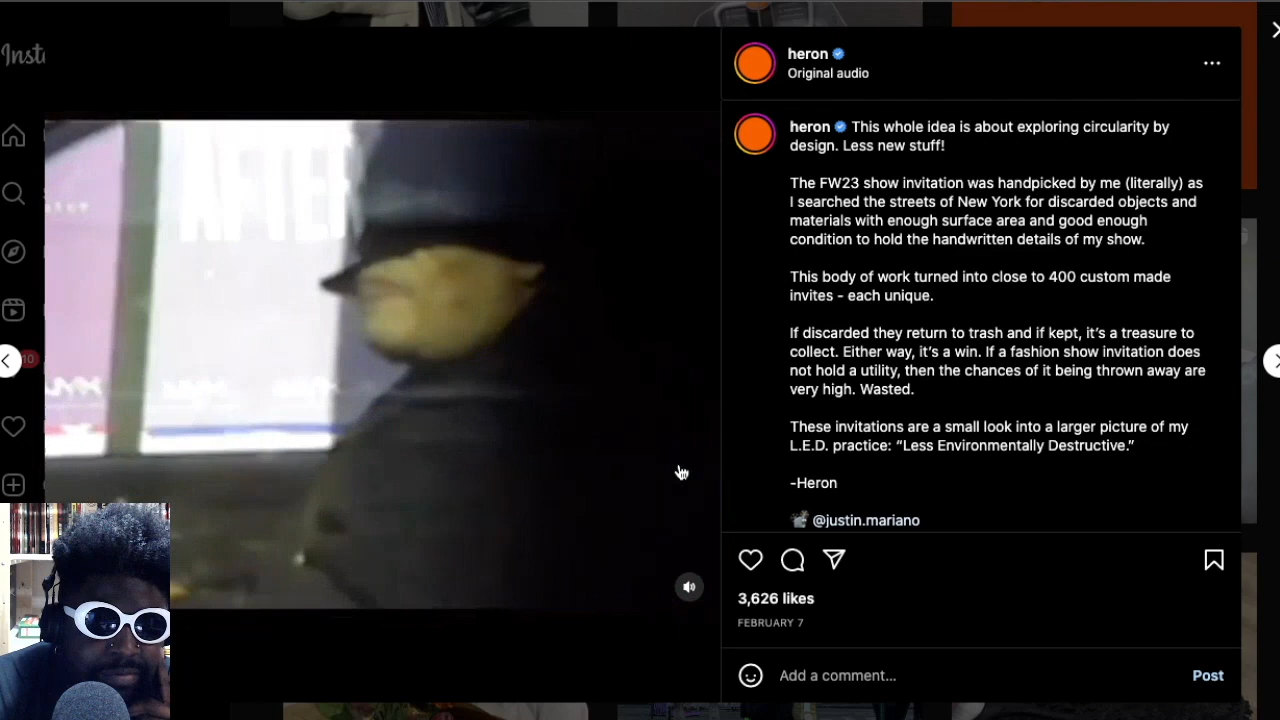 Insta
heron
Original audio
heron This whole idea is about exploring circularity by
design. Less new stuff!
The FW23 show invitation was handpicked by me (literally) as
I searched the streets of New York for discarded objects and
materials with enough surface area and good enough
condition to hold the handwritten details of my show.
This body of work turned into close to 400 custom made
invites - each unique.
If discarded they return to trash and if kept, it’s a treasure to
collect. Either way, it’s a win. If a fashion show invitation does
not hold a utility, then the chances of it being thrown away are
very high. Wasted.
These invitations are a small look into a larger picture of my
L.E.D. practice: “Less Environmentally Destructive.”
-Heron
@justin.mariano
3,626 likes
FEBRUARY 7
Add a comment...
Post
AFTER
10